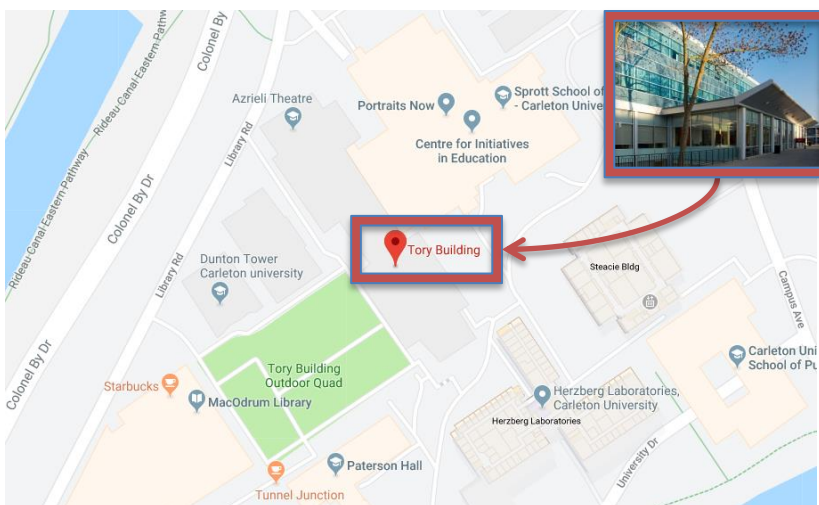 Colonel By Dr
Rideau Canal Eastern Pathway
Library Rd
Azrieli Theatre
Portraits Now
Sprott School of
- Carleton Unive
Centre for Initiatives
in Education
Colonel By Dr
Rideau Canal Eastern Pathway
Tory Building
Dunton Tower
Carleton university
Library Rd
Steacie Bldg
Campus Ave
Colonel By Dr
Tory Building
Outdoor Quad
Carleton Uni
School of Pu
Starbucks
MacOdrum Library
Herzberg Laboratories,
Carleton University
Herzberg Laboratories
University Dr
Paterson Hall
Tunnel Junction